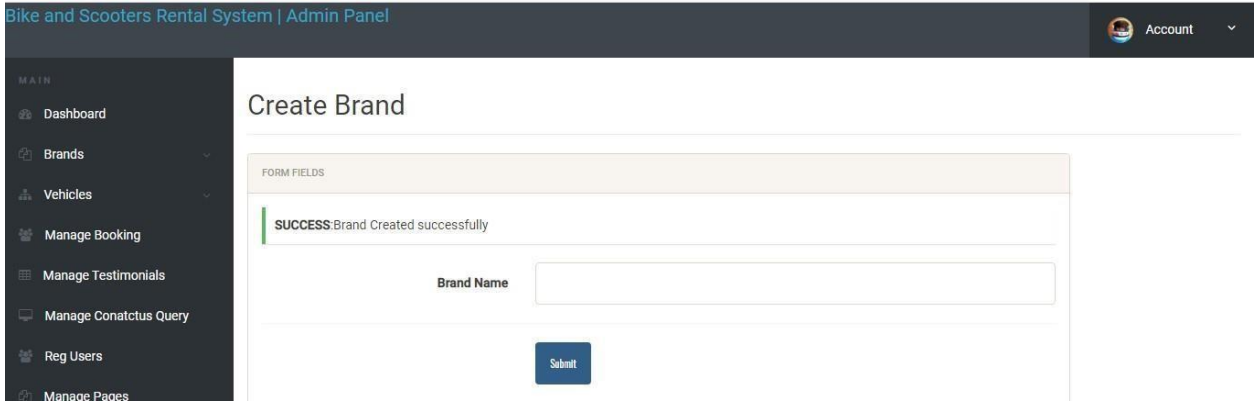 Bike and Scooters Rental System | Admin Panel
Account
MAIN
Dashboard
Brands
Vehicles
Manage Booking
Manage Testimonials
Manage Conatctus Query
Reg Users
Manage Pages
Create Brand
FORM FIELDS
SUCCESS:Brand Created successfully
Brand Name
Submit